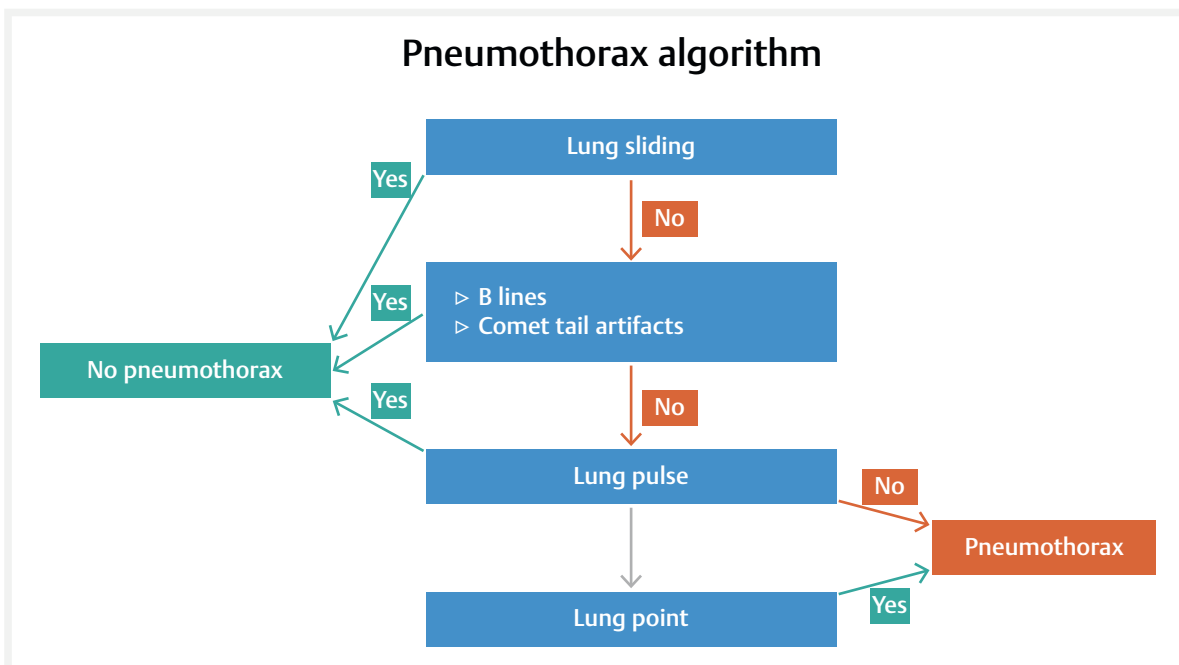 Pneumothorax algorithm
Lung sliding
Yes
No
▷ B lines
▷ Comet tail artifacts
Yes
No pneumothorax
Yes
No
Lung pulse
No
Pneumothorax
Lung point
Yes